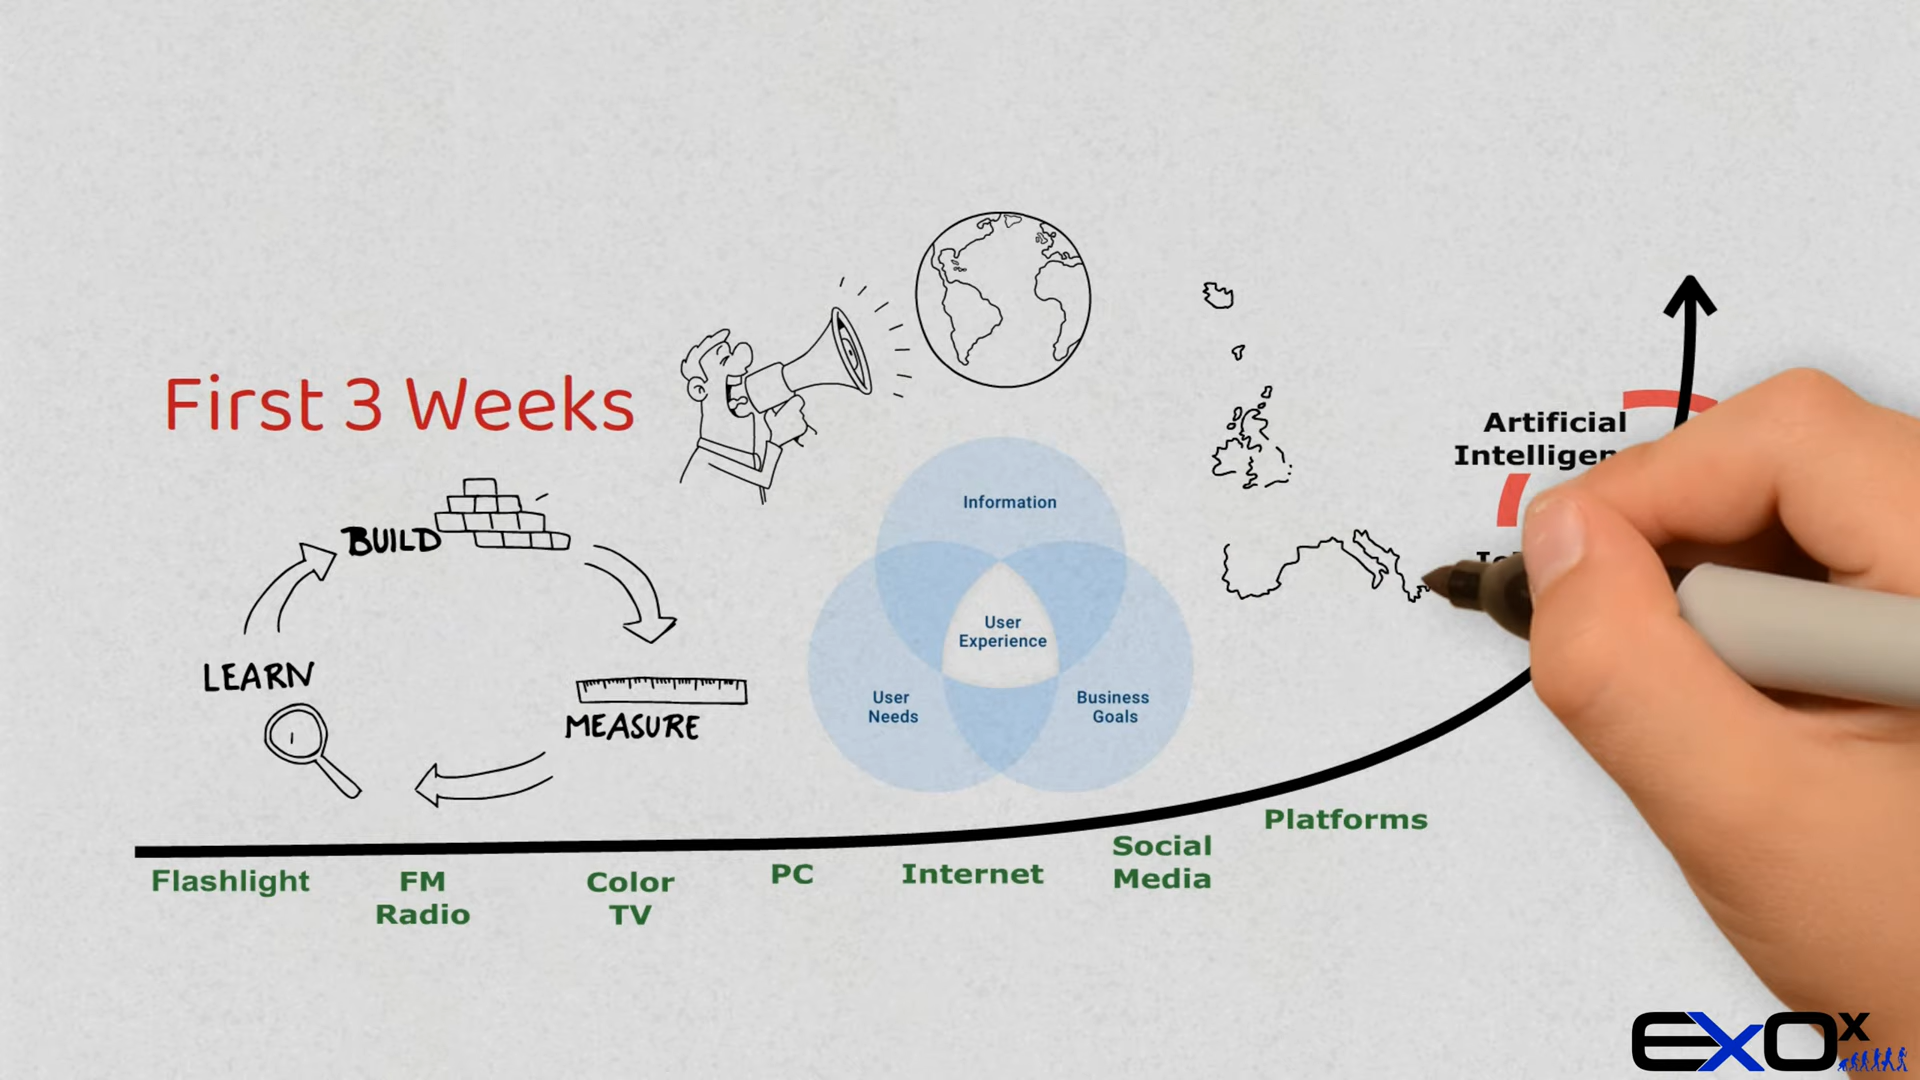 First 3 Weeks
BUILD
LEARN
MEASURE
Information
User
Experience
User
Needs
Business
Goals
Artificial
Flashlight
FM
Radio
Color
TV
PC
Internet
Social
Media
Platforms
EXOx